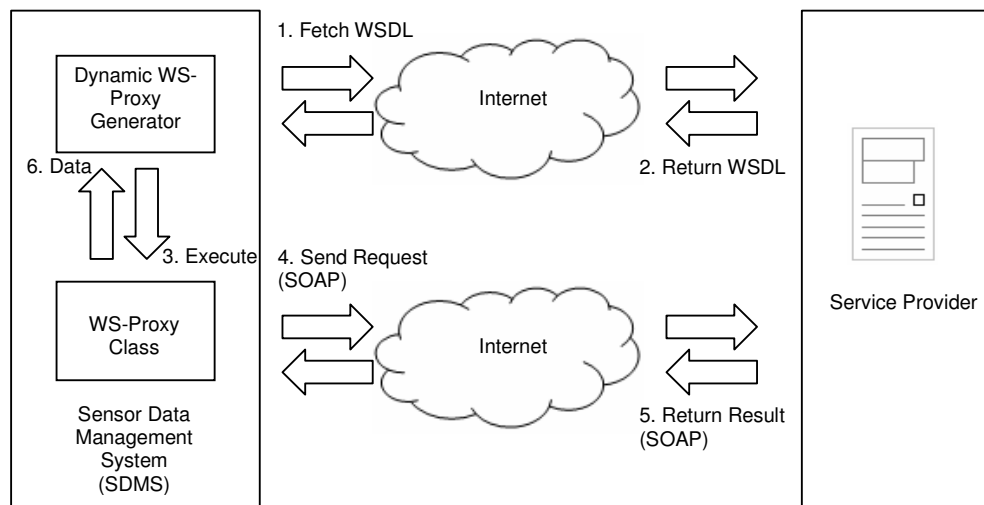 1. Fetch WSDL
Dynamic WS-
Proxy
Generator
Internet
6. Data
2. Return WSDL
3. Execute
4. Send Request
(SOAP)
WS-Proxy
Class
Internet
Service Provider
Sensor Data
Management
System
(SDMS)
5. Return Result
(SOAP)